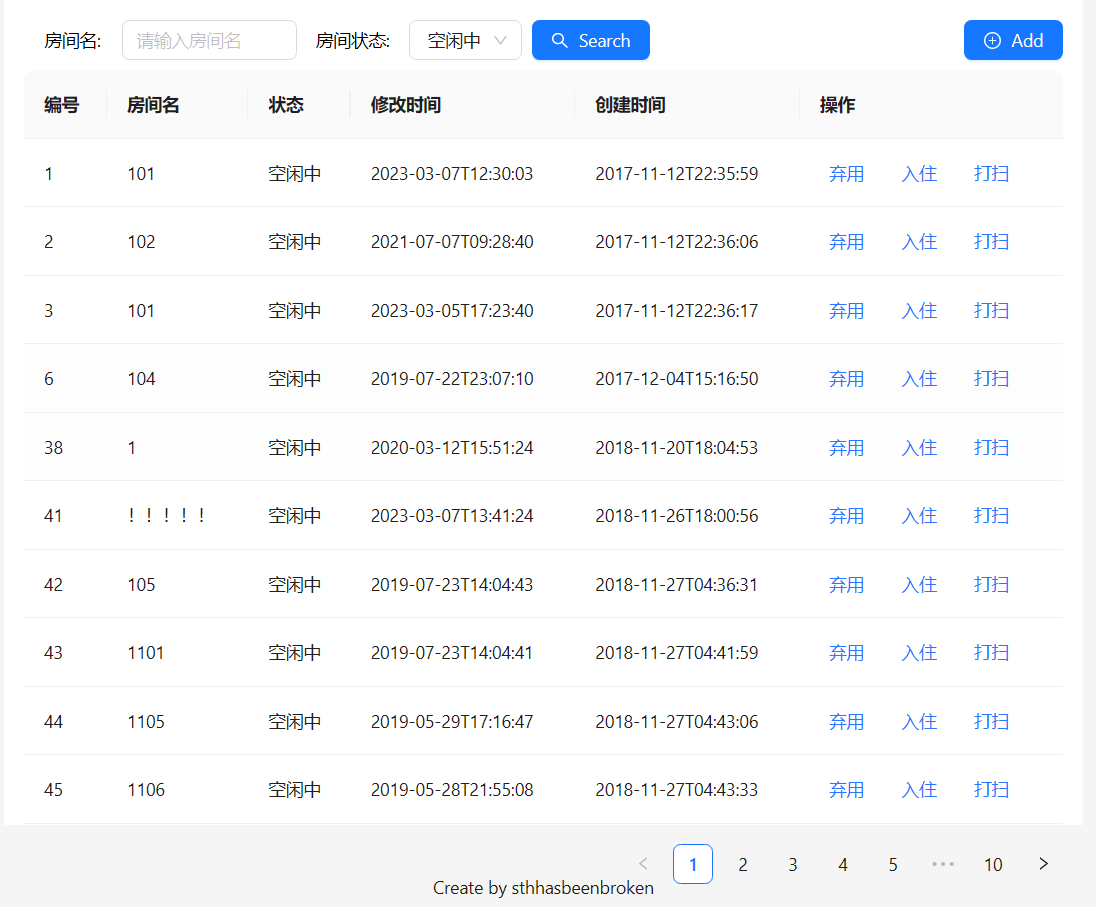 房间名: 请输入房间名 房间状态: 空闲中 Search Add
编号 房间名 状态 修改时间 创建时间 操作
1 101 空闲中 2023-03-07T12:30:03 2017-11-12T22:35:59 弃用 入住 打扫
2 102 空闲中 2021-07-07T09:28:40 2017-11-12T22:36:06 弃用 入住 打扫
3 101 空闲中 2023-03-05T17:23:40 2017-11-12T22:36:17 弃用 入住 打扫
6 104 空闲中 2019-07-22T23:07:10 2017-12-04T15:16:50 弃用 入住 打扫
38 1 空闲中 2020-03-12T15:51:24 2018-11-20T18:04:53 弃用 入住 打扫
41 ！！！！！ 空闲中 2023-03-07T13:41:24 2018-11-26T18:00:56 弃用 入住 打扫
42 105 空闲中 2019-07-23T14:04:43 2018-11-27T04:36:31 弃用 入住 打扫
43 1101 空闲中 2019-07-23T14:04:41 2018-11-27T04:41:59 弃用 入住 打扫
44 1105 空闲中 2019-05-29T17:16:47 2018-11-27T04:43:06 弃用 入住 打扫
45 1106 空闲中 2019-05-28T21:55:08 2018-11-27T04:43:33 弃用 入住 打扫
< 1 2 3 4 5 ••• 10 >
Create by sthhasbeenbroken